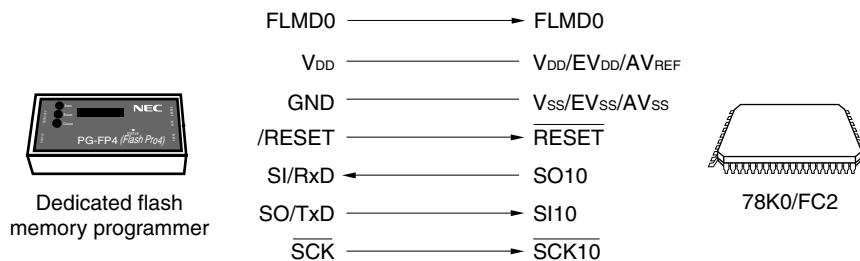 FLMD0 FLMD0
VDD VDD/EVDD/AVREF
GND VSS/EVSS/AVSS
/RESET RESET
SI/RxD SO10
SO/TxD SI10
SCK SCK10
NEC
PG-FP4 (Flash Pro4)
Dedicated flash
memory programmer
78K0/FC2